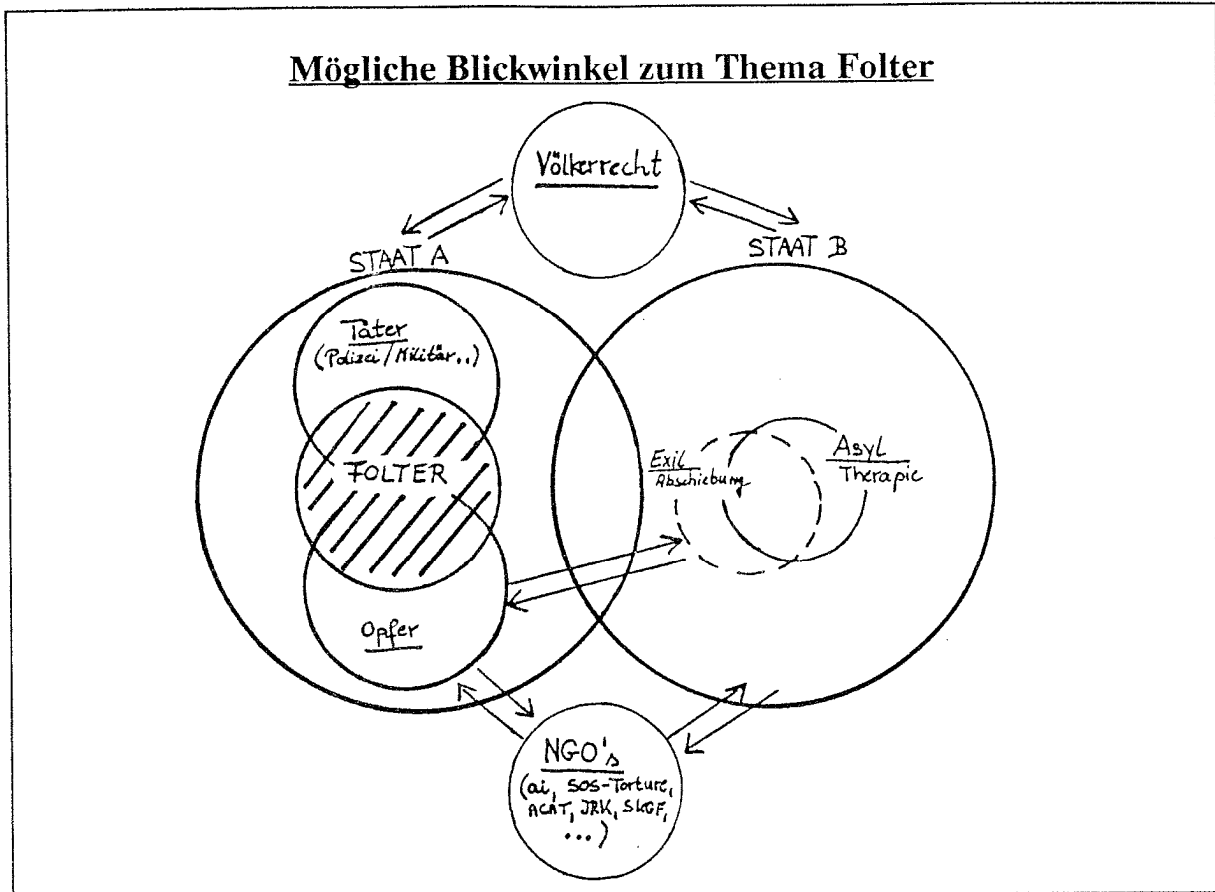 Mögliche Blickwinkel zum Thema Folter
Völkerrecht
STAAT A
STAAT B
Täter
(Polizei/Militär..)
FOLTER
Exil
Abschiebung
Asyl
Therapie
Opfer
NGO's
(ai, SOS-Torture,
ACAT, IRK, SKGF,
...)